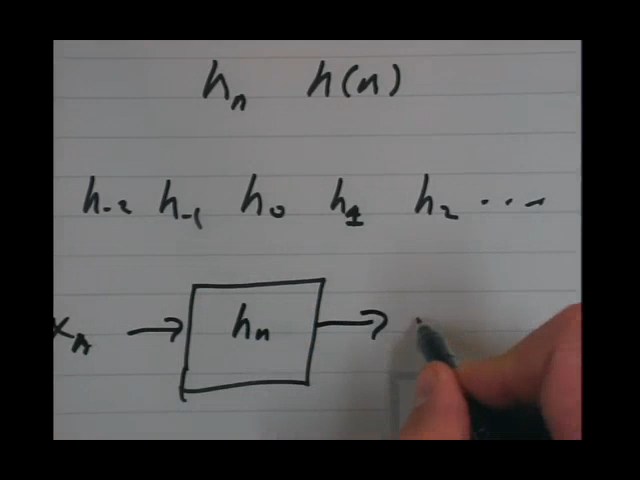 hₙ h(n)
h₋₂ h₋₁ h₀ h₁ h₂ ...
xₙ → hₙ →